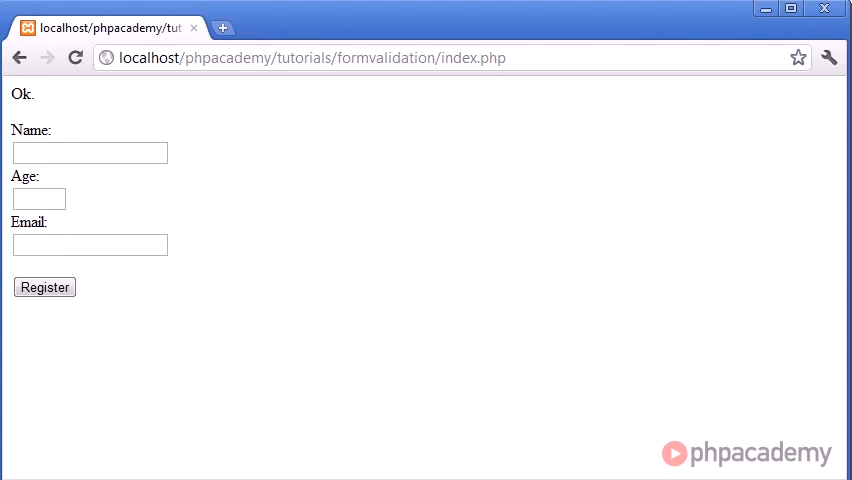 localhost/phpacademy/tut
localhost/phpacademy/tutorials/formvalidation/index.php
Ok.
Name:
Age:
Email:
Register
phpacademy